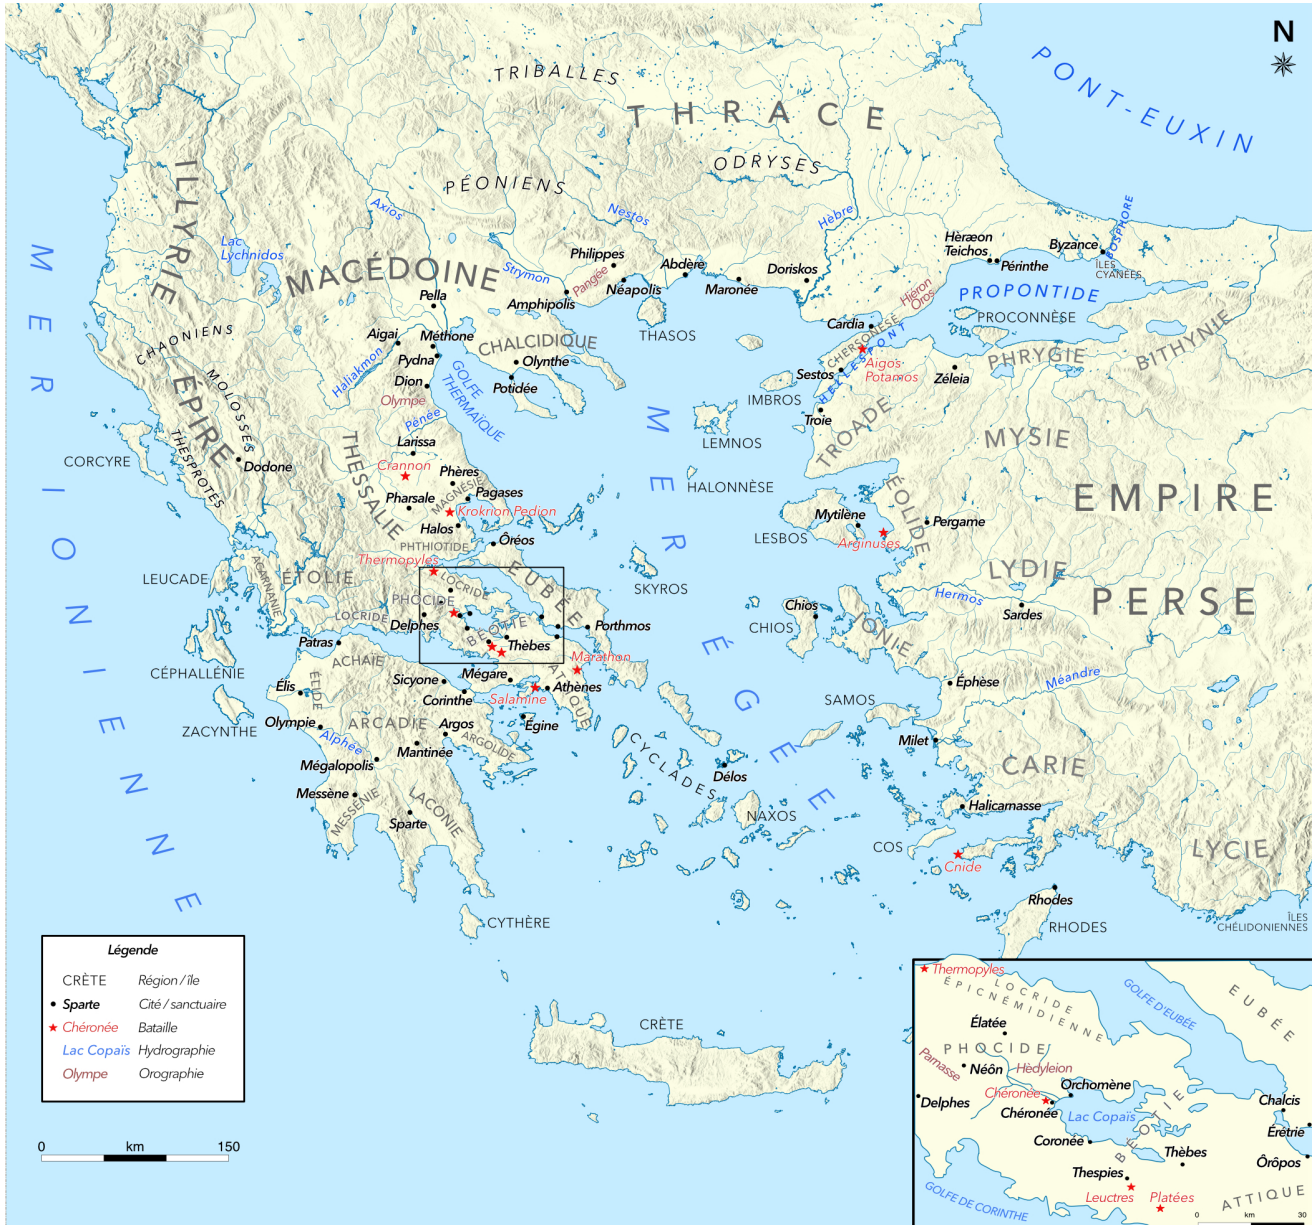 N
PONT-EUXIN
TRIBALLES
THRACE
ODRYSES
PÉONIENS
ILLYRIE
Axios
Nestos
Hèbre
Lac
Lychnidos
MACÉDOINE
Strymon
Philippes
Pangée
Amphipolis
Néapolis
Abdère
Maronée
Doriskos
Hèræon
Teichos
Périnthe
Byzance
BOSPHORE
ÎLES
CYANÉES
Hiéron
Oros
PROPONTIDE
PROCONNÈSE
BITHYNIE
PHRYGIE
Zéleia
Cardia
CHERSONÈSE
HELLESPONT
Aigos
Potamos
Sestos
Troie
TROADE
IMBROS
LEMNOS
THASOS
Pella
Aigai
Méthone
Pydna
Haliakmon
Dion
Olympe
GOLFE
THERMAÏQUE
CHALCIDIQUE
Olynthe
Potidée
Pénée
Larissa
CHAONIENS
MOLOSSES
ÉPIRE
THESPROTES
Dodone
CORCYRE
THESSALIE
Crannon
Phères
MAGNÉSIE
Pagases
Pharsale
Krokrion Pedion
Halos
PHTHIOTIDE
Ôréos
Thermopyles
MER ÉGÉE
MER IONIENNE
HALONNÈSE
MYSIE
EMPIRE
PERSE
ÉOLIDE
Mytilène
LESBOS
Arginuses
Pergame
LYDIE
Hermos
Sardes
SKYROS
Chios
CHIOS
IONIE
Éphèse
Méandre
SAMOS
Milet
CARIE
Halicarnasse
COS
Cnide
LYCIE
Rhodes
RHODES
ÎLES
CHÉLIDONIENNES
LEUCADE
ACARNANIE
ÉTOLIE
LOCRIDE
LOCRIDE
PHOCIDE
Delphes
BÉOTIE
Thèbes
EUBÉE
Porthmos
Marathon
ATTIQUE
Athènes
Salamine
Mégare
Égine
Patras
ACHAIE
CÉPHALLÉNIE
ZACYNTHE
Élis
ÉLIDE
Sicyone
Corinthe
Olympie
Alphée
ARCADIE
Argos
ARGOLIDE
Mantinée
Mégalopolis
Messène
MESSÉNIE
LACONIE
Sparte
CYTHÈRE
CYCLADES
Délos
NAXOS
CRÈTE
Légende
CRÈTE Région / île
Sparte Cité / sanctuaire
Chéronée Bataille
Lac Copaïs Hydrographie
Olympe Orographie
0 km 150
Thermopyles
LOCRIDE
ÉPICNÉMIDIENNE
GOLFE D'EUBÉE
EUBÉE
Élatée
PHOCIDE
Parnasse
Néôn
Hèdyleion
Delphes
Chéronée
Chéronée
Orchomène
Lac Copaïs
BÉOTIE
Coronée
Chalcis
Érétrie
Thèbes
Ôrôpos
Thespies
Leuctres
Platées
ATTIQUE
GOLFE DE CORINTHE
0 km 30